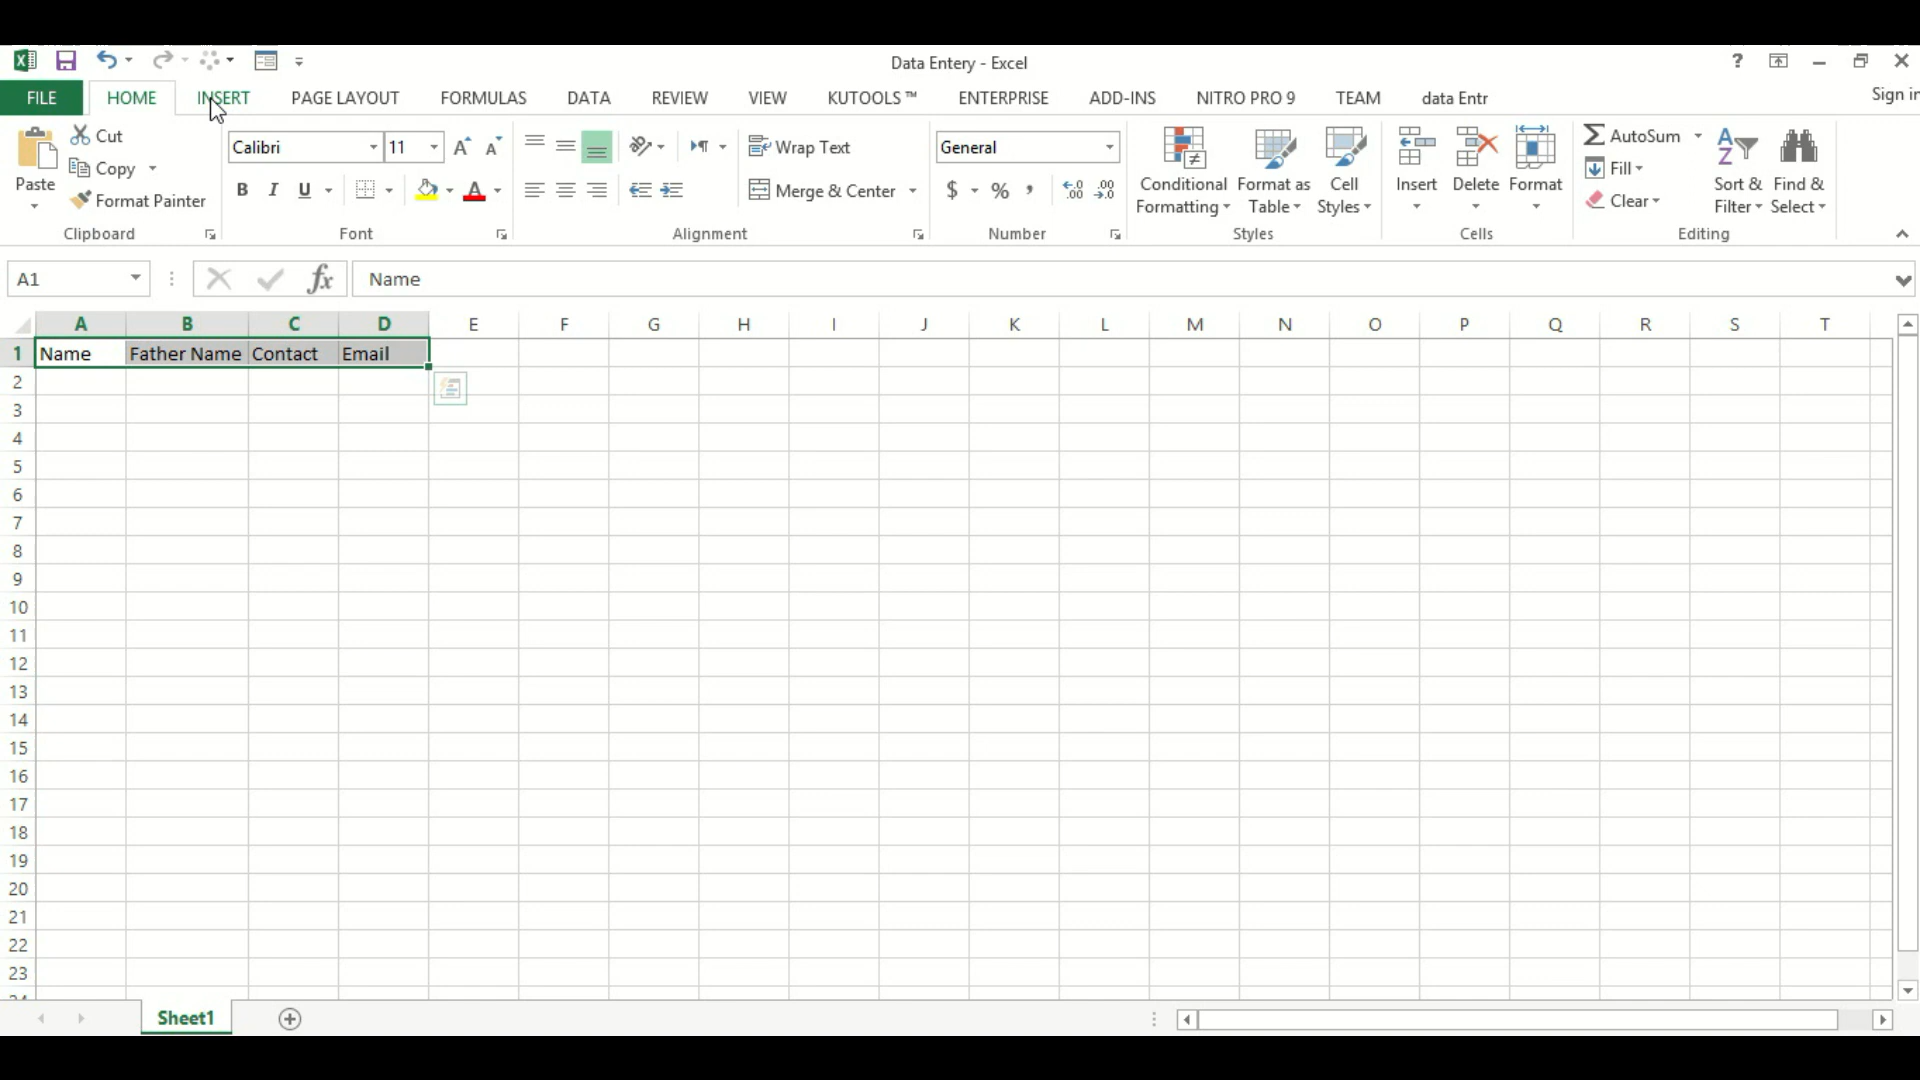 Data Entery - Excel
FILE HOME INSERT PAGE LAYOUT FORMULAS DATA REVIEW VIEW KUTOOLS™ ENTERPRISE ADD-INS NITRO PRO 9 TEAM data Entr Sign in
Paste
Cut
Copy
Format Painter
Clipboard
Calibri 11
B I U
Font
Wrap Text
Merge & Center
Alignment
General
$ % ,
Number
Conditional Formatting
Format as Table
Cell Styles
Styles
Insert
Delete
Format
Cells
AutoSum
Fill
Clear
Sort & Filter
Find & Select
Editing
A1 fx Name
A B C D E F G H I J K L M N O P Q R S T
1 Name Father Name Contact Email
2
3
4
5
6
7
8
9
10
11
12
13
14
15
16
17
18
19
20
21
22
23
Sheet1